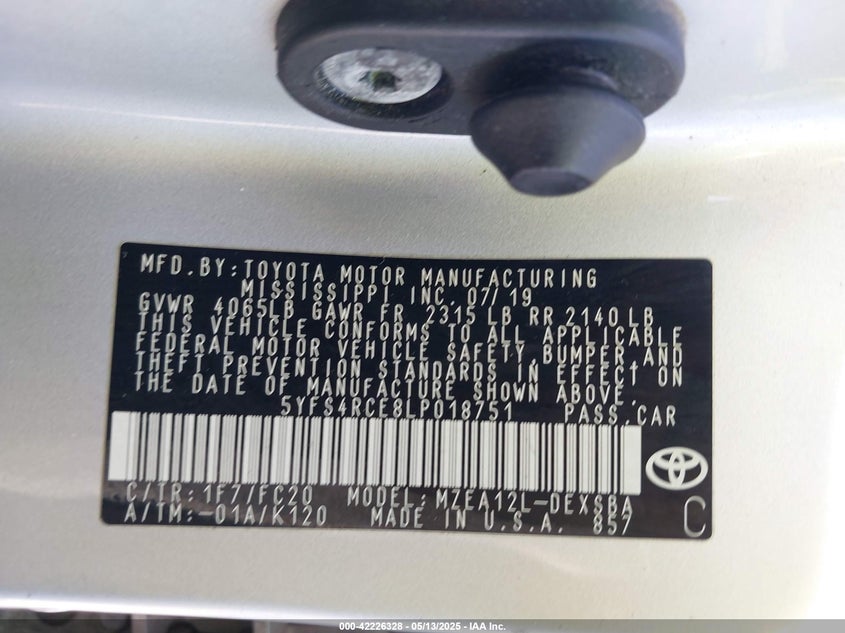 MFD.BY:TOYOTA MOTOR MANUFACTURING
MISSISSIPPI INC. 07/19
GVWR 4065LB GAWR FR 2315 LB RR 2140 LB
THIS VEHICLE CONFORMS TO ALL APPLICABLE
FEDERAL MOTOR VEHICLE SAFETY, BUMPER, AND
THEFT PREVENTION STANDARDS IN EFFECT ON
THE DATE OF MANUFACTURE SHOWN ABOVE.
5YFS4RCE8LP018751 PASS.CAR
C/TR:1F7/FC20 MODEL:MZEA12L-DEXSBA
A/TM:-01A/K120 MADE IN U.S.A. 857 C
000-42226328 - 05/13/2025 - IAA Inc.